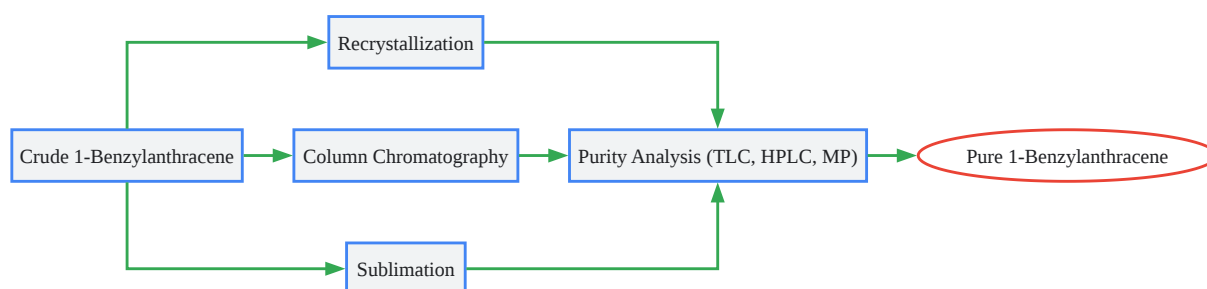 Recrystallization
Crude 1-Benzylanthracene
Column Chromatography
Purity Analysis (TLC, HPLC, MP)
Pure 1-Benzylanthracene
Sublimation